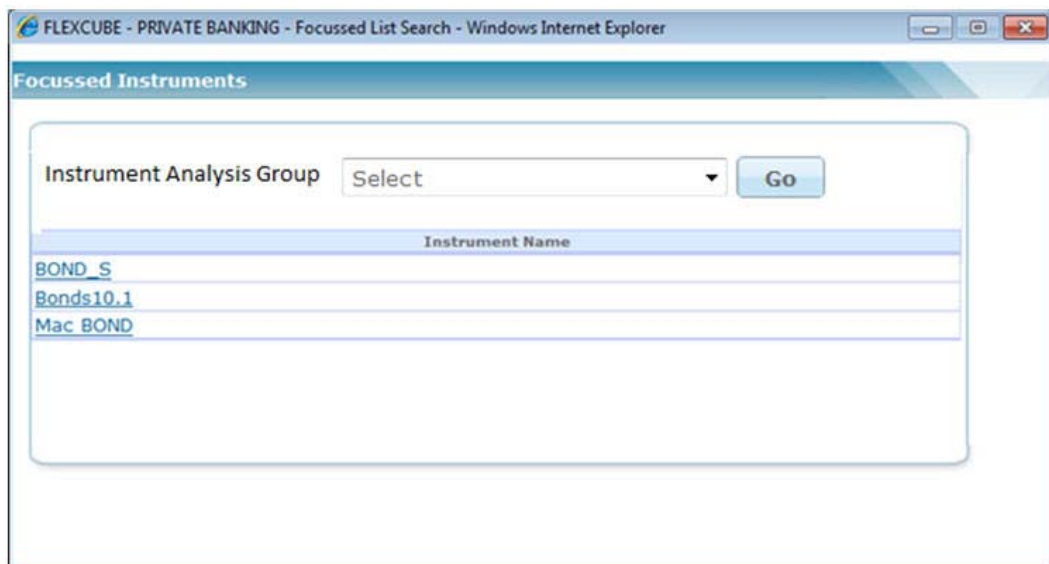 FLEXCUBE - PRIVATE BANKING - Focussed List Search - Windows Internet Explorer
Focussed Instruments
Instrument Analysis Group Select Go
Instrument Name
BOND_S
Bonds10.1
Mac BOND